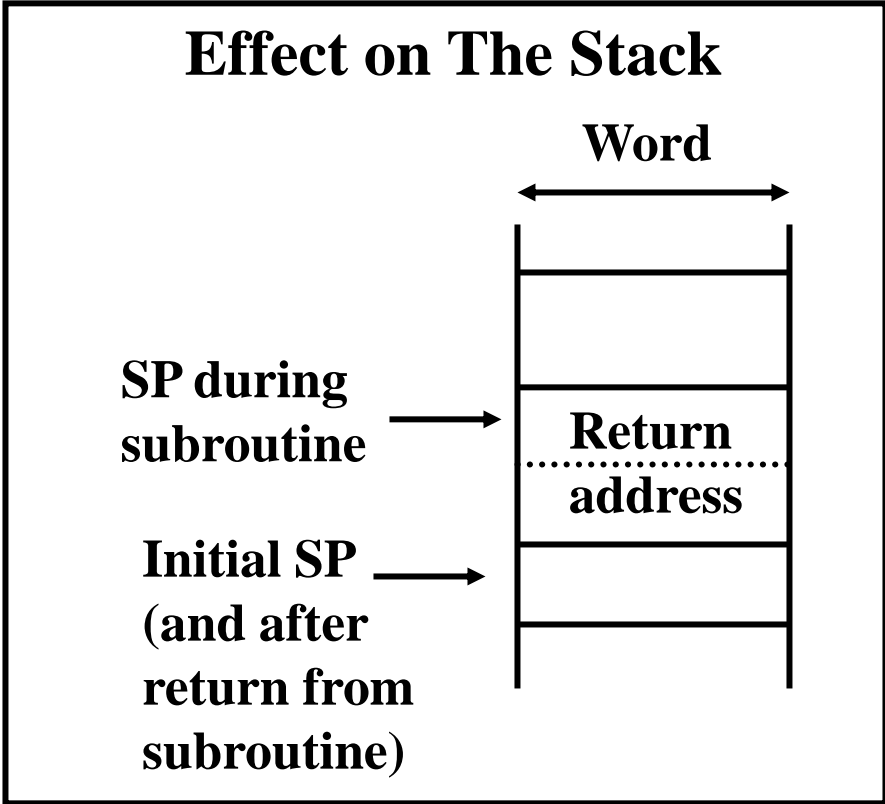 Effect on The Stack
Word
SP during
subroutine
Return
address
Initial SP
(and after
return from
subroutine)